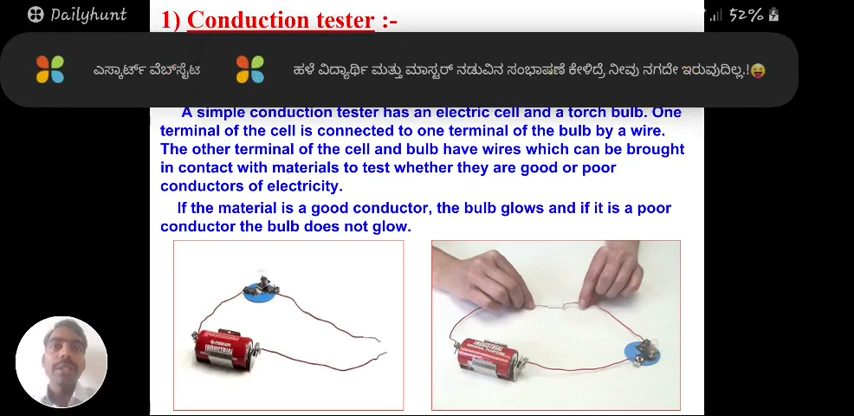 Dailyhunt
52%
1) Conduction tester :-
ಎಸ್ಕಾರ್ಟ್ ವೆಬ್‌ಸೈಟ
ಹಳೆ ವಿದ್ಯಾರ್ಥಿ ಮತ್ತು ಮಾಸ್ಟರ್ ನಡುವಿನ ಸಂಭಾಷಣೆ ಕೇಳಿದ್ರೆ ನೀವು ನಗದೇ ಇರುವುದಿಲ್ಲ.!😜
A simple conduction tester has an electric cell and a torch bulb. One
terminal of the cell is connected to one terminal of the bulb by a wire.
The other terminal of the cell and bulb have wires which can be brought
in contact with materials to test whether they are good or poor
conductors of electricity.
If the material is a good conductor, the bulb glows and if it is a poor
conductor the bulb does not glow.
EVEREADY
INDUSTRIAL